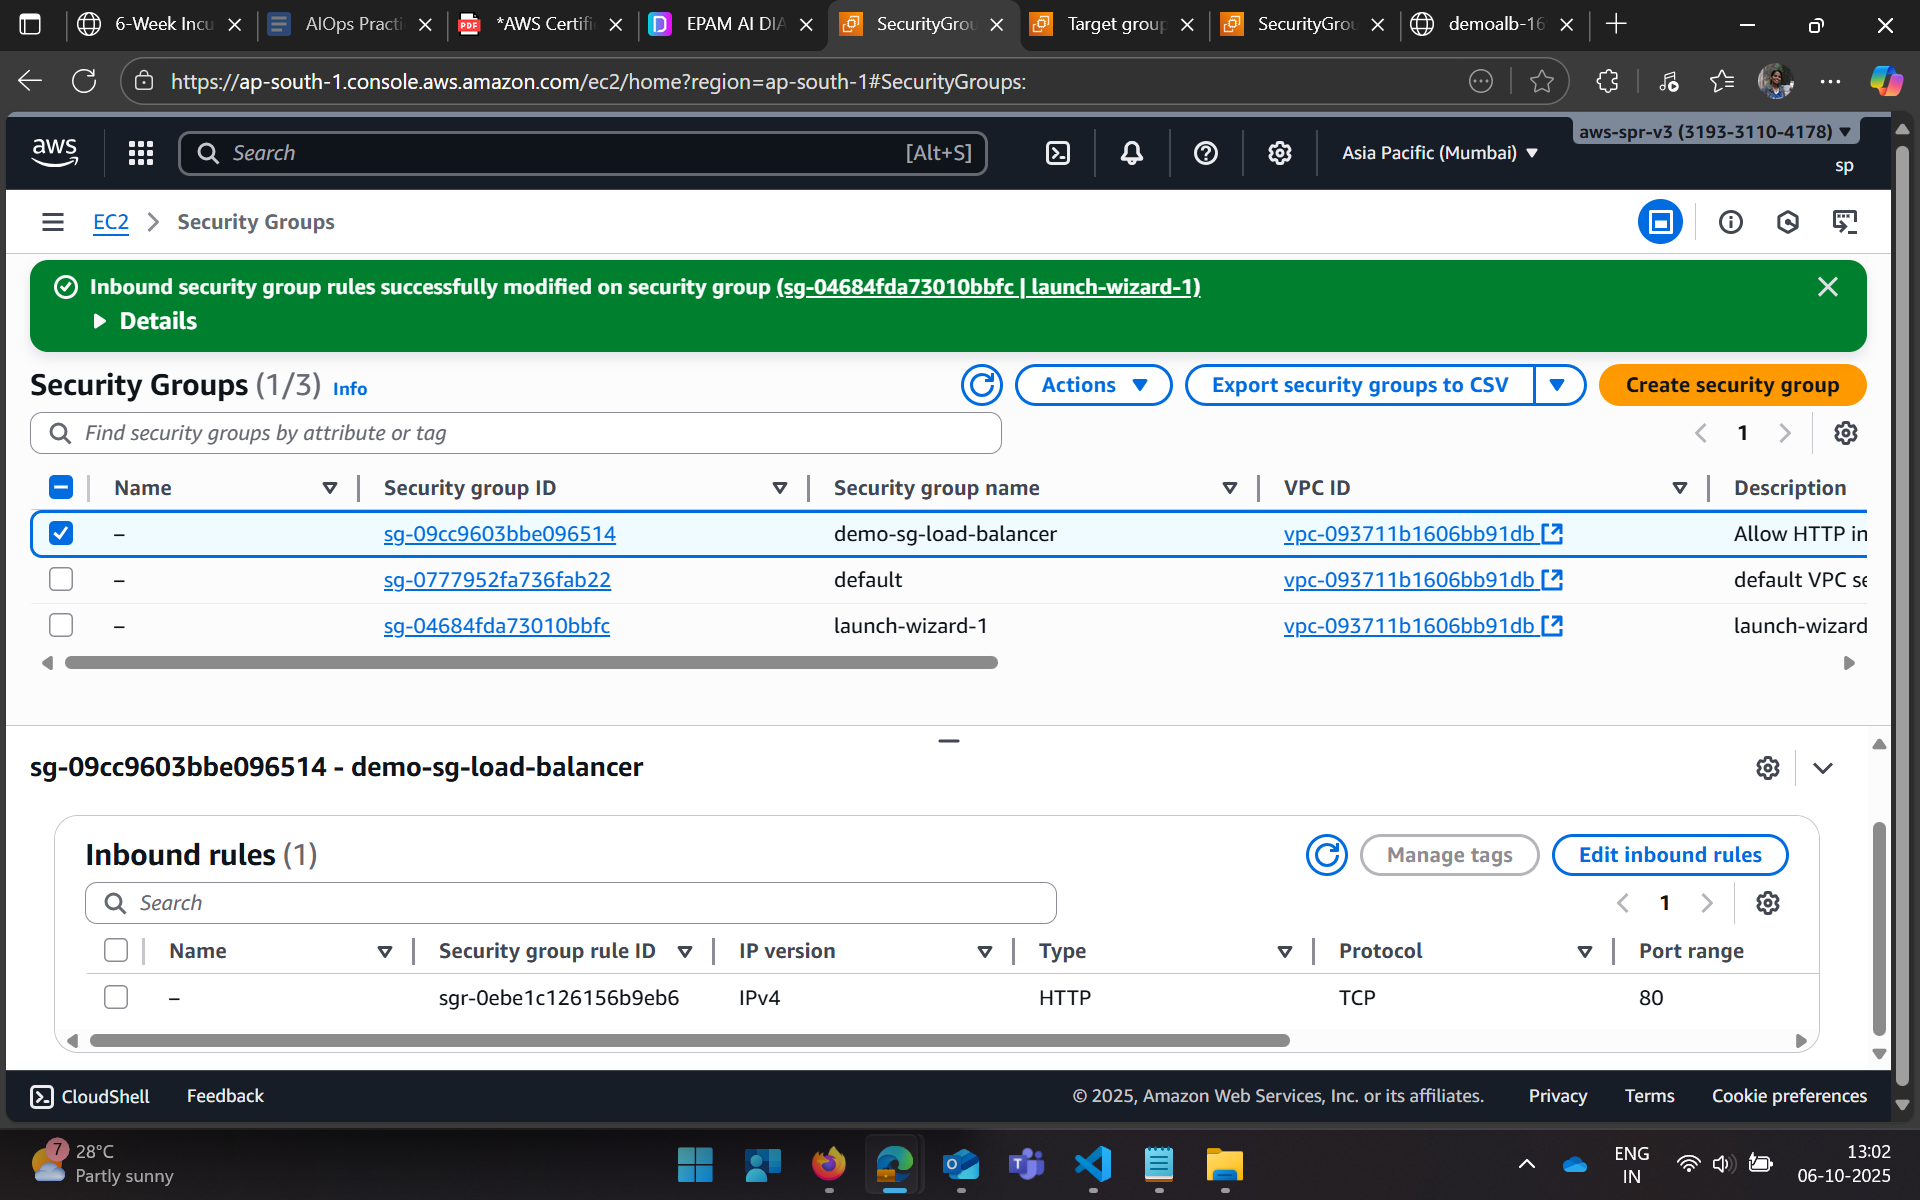 6-Week Incu
AIOps Practi
*AWS Certifi
EPAM AI DIA
SecurityGrou
Target group
SecurityGrou
demoalb-16
https://ap-south-1.console.aws.amazon.com/ec2/home?region=ap-south-1#SecurityGroups:
aws
Search
[Alt+S]
Asia Pacific (Mumbai)
aws-spr-v3 (3193-3110-4178)
sp
EC2
Security Groups
Inbound security group rules successfully modified on security group (sg-04684fda73010bbfc | launch-wizard-1)
Details
Security Groups (1/3) Info
Actions
Export security groups to CSV
Create security group
Find security groups by attribute or tag
1
Name Security group ID Security group name VPC ID Description
– sg-09cc9603bbe096514 demo-sg-load-balancer vpc-093711b1606bb91db Allow HTTP in
– sg-0777952fa736fab22 default vpc-093711b1606bb91db default VPC se
– sg-04684fda73010bbfc launch-wizard-1 vpc-093711b1606bb91db launch-wizard
sg-09cc9603bbe096514 - demo-sg-load-balancer
Inbound rules (1)
Manage tags
Edit inbound rules
Search
1
Name Security group rule ID IP version Type Protocol Port range
– sgr-0ebe1c126156b9eb6 IPv4 HTTP TCP 80
CloudShell
Feedback
© 2025, Amazon Web Services, Inc. or its affiliates.
Privacy
Terms
Cookie preferences
7
28°C
Partly sunny
ENG
IN
13:02
06-10-2025